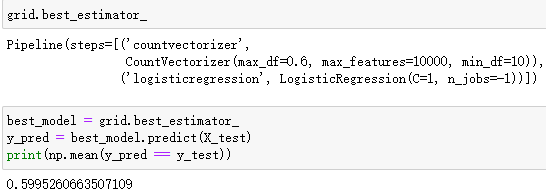 grid.best_estimator_
Pipeline(steps=[('countvectorizer',
CountVectorizer(max_df=0.6, max_features=10000, min_df=10)),
('logisticregression', LogisticRegression(C=1, n_jobs=-1))])
best_model = grid.best_estimator_
y_pred = best_model.predict(X_test)
print(np.mean(y_pred == y_test))
0.5995260663507109